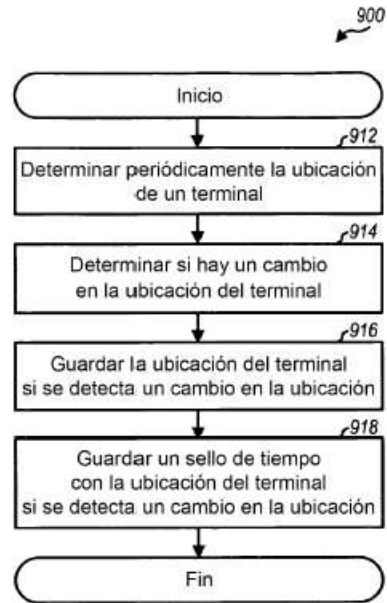 900
Inicio
912
Determinar periódicamente la ubicación
de un terminal
914
Determinar si hay un cambio
en la ubicación del terminal
916
Guardar la ubicación del terminal
si se detecta un cambio en la ubicación
918
Guardar un sello de tiempo
con la ubicación del terminal
si se detecta un cambio en la ubicación
Fin